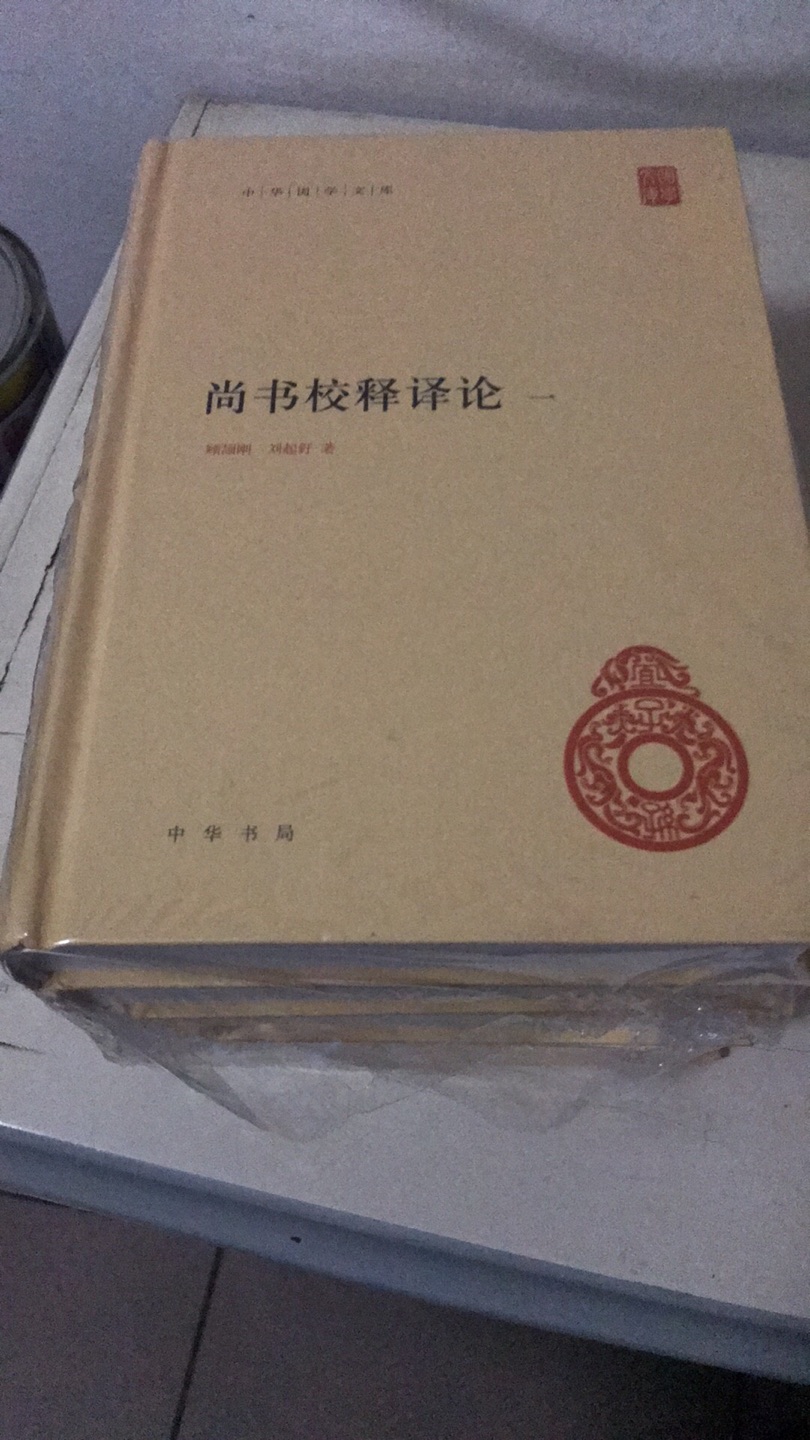 中华国学文库
尚书校释译论 一
顾颉刚 刘起釪 著
中华书局